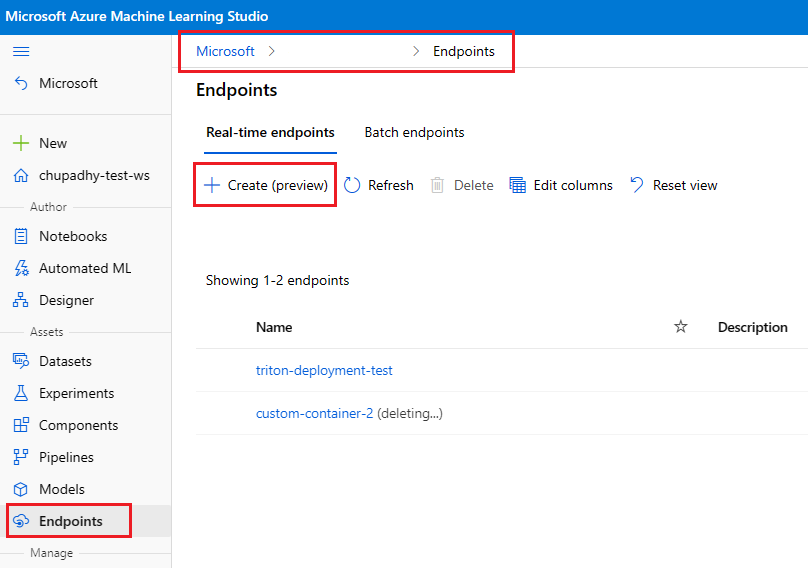 Microsoft Azure Machine Learning Studio
Microsoft
New
chupadhy-test-ws
Author
Notebooks
Automated ML
Designer
Assets
Datasets
Experiments
Components
Pipelines
Models
Endpoints
Manage
Microsoft > > Endpoints
Endpoints
Real-time endpoints Batch endpoints
Create (preview) Refresh Delete Edit columns Reset view
Showing 1-2 endpoints
Name Description
triton-deployment-test
custom-container-2 (deleting...)